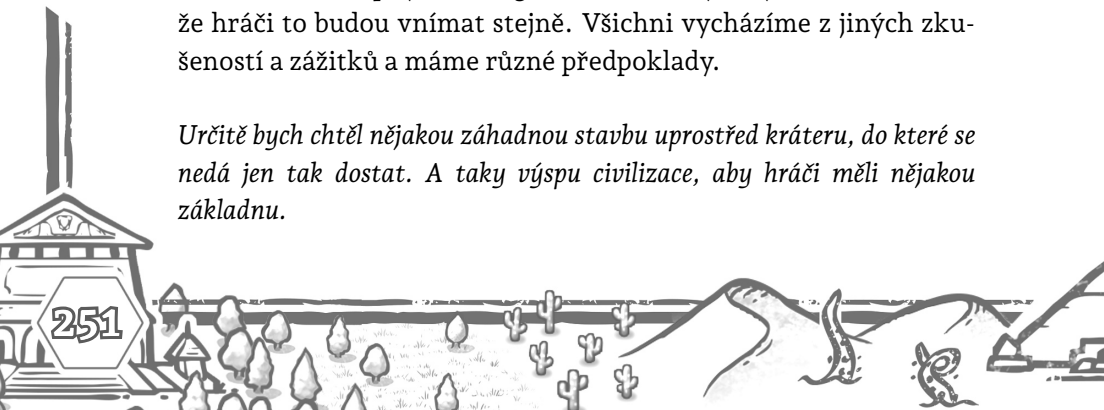 že hráči to budou vnímat stejně. Všichni vycházíme z jiných zku-
šeností a zážitků a máme různé předpoklady.
Určitě bych chtěl nějakou záhadnou stavbu uprostřed kráteru, do které se
nedá jen tak dostat. A taky výspu civilizace, aby hráči měli nějakou
základnu.
251